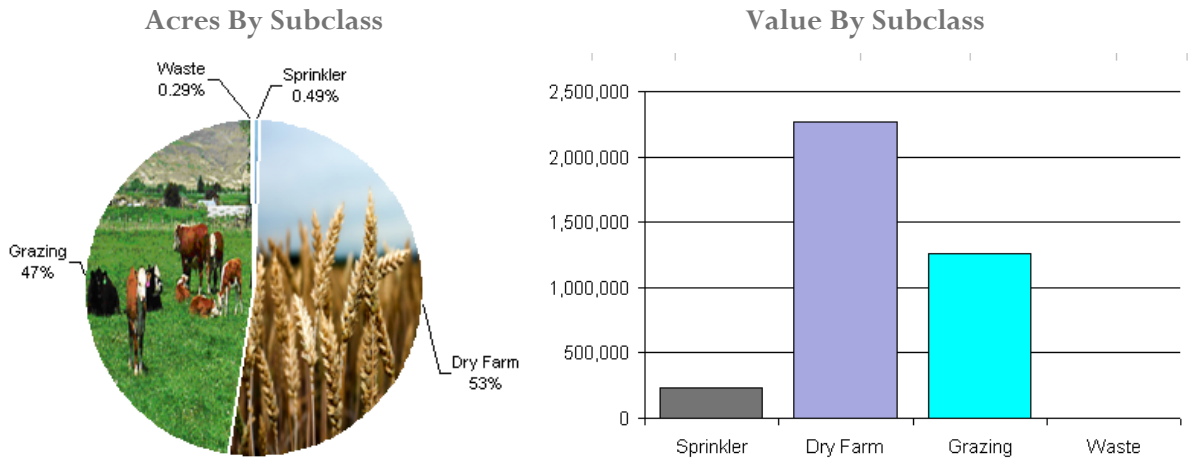 Acres By Subclass
Waste
0.29%
Sprinkler
0.49%
Grazing
47%
Dry Farm
53%
Value By Subclass
2,500,000
2,000,000
1,500,000
1,000,000
500,000
0
Sprinkler Dry Farm Grazing Waste